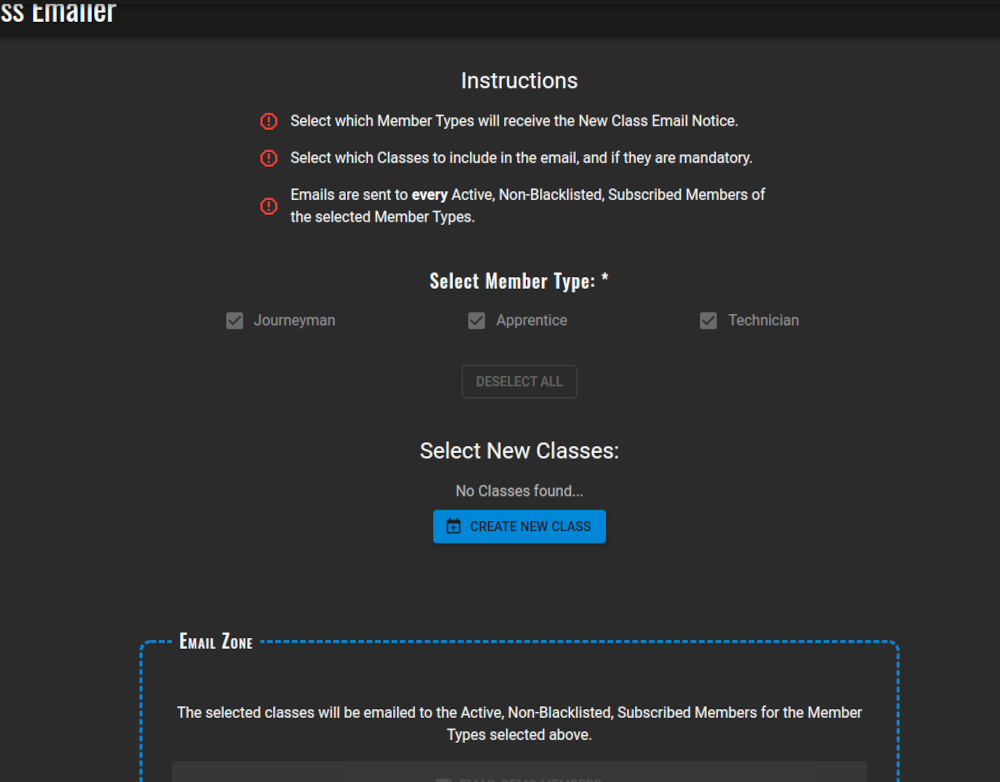 ss Emailer
Instructions
Select which Member Types will receive the New Class Email Notice.
Select which Classes to include in the email, and if they are mandatory.
Emails are sent to every Active, Non-Blacklisted, Subscribed Members of
the selected Member Types.
Select Member Type: *
Journeyman
Apprentice
Technician
DESELECT ALL
Select New Classes:
No Classes found...
CREATE NEW CLASS
Email Zone
The selected classes will be emailed to the Active, Non-Blacklisted, Subscribed Members for the Member
Types selected above.